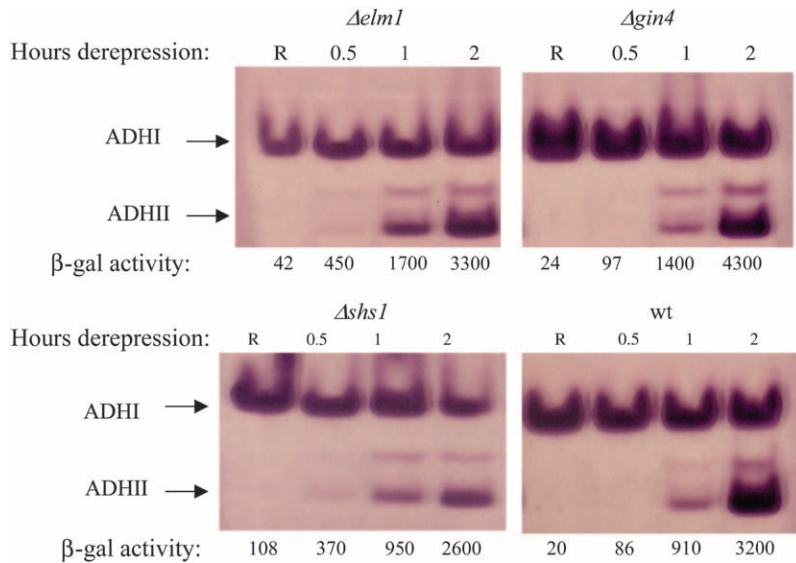 Δelm1 Δgin4
Hours derepression: R 0.5 1 2 R 0.5 1 2
ADHI
ADHII
β-gal activity: 42 450 1700 3300 24 97 1400 4300
Δshs1 wt
Hours derepression: R 0.5 1 2 R 0.5 1 2
ADHI
ADHII
β-gal activity: 108 370 950 2600 20 86 910 3200